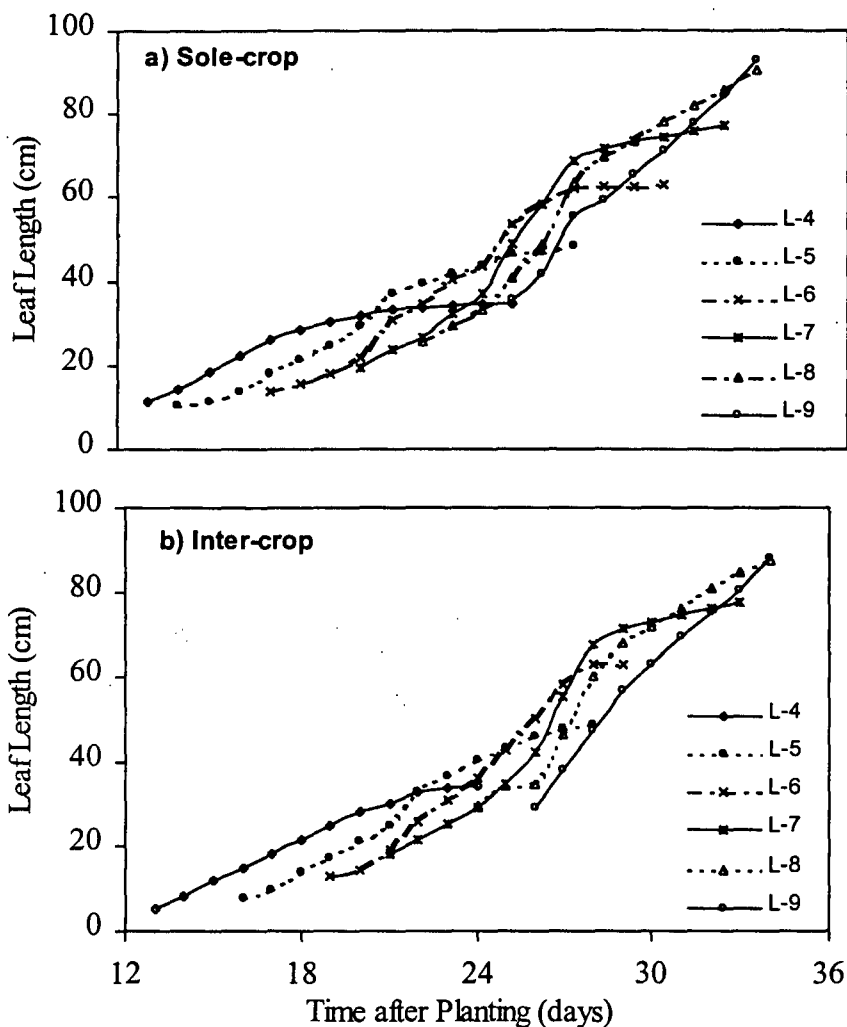 100
a) Sole-crop
80
60
40
20
0
Leaf Length (cm)
L-4
L-5
L-6
L-7
L-8
L-9
100
b) Inter-crop
80
60
40
20
0
Leaf Length (cm)
L-4
L-5
L-6
L-7
L-8
L-9
12 18 24 30 36
Time after Planting (days)